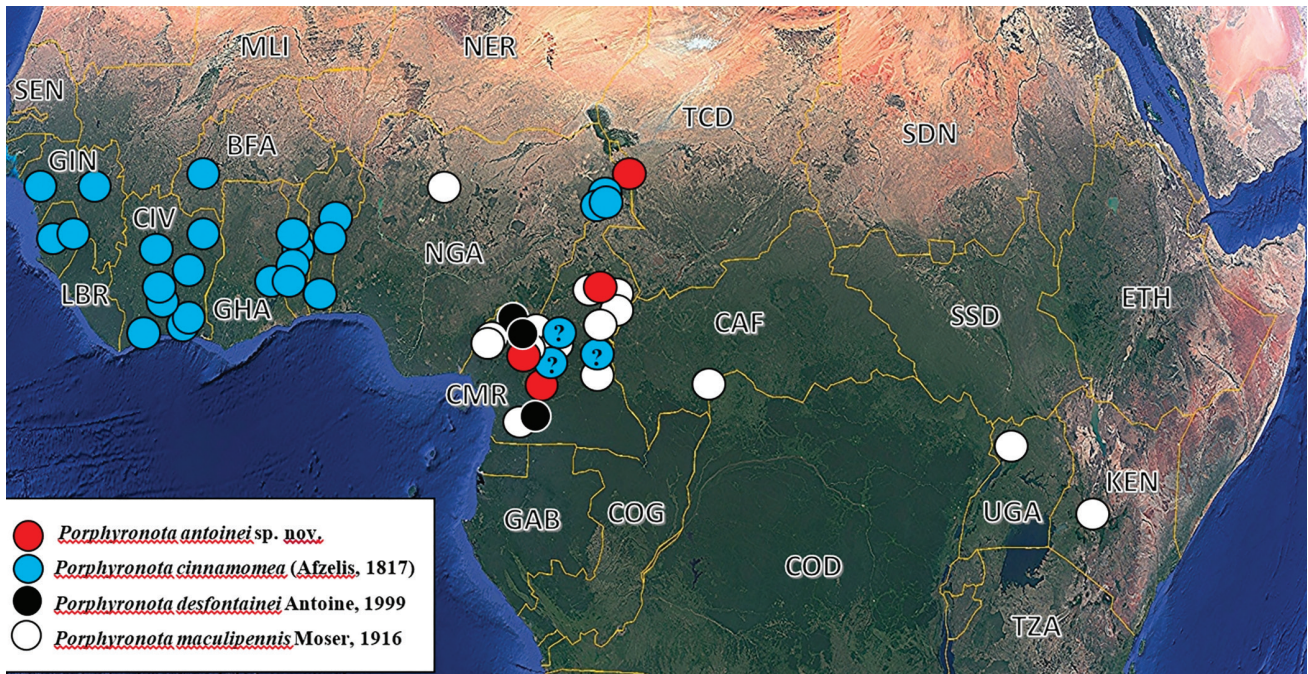 MLI
NER
SEN
TCD
SDN
BFA
GIN
CIV
NGA
ETH
LBR
GHA
CAF
SSD
?
?
?
CMR
KEN
GAB
COG
UGA
COD
TZA
Porphyronota antoinei sp. nov.
Porphyronota cinnamomea (Afzelis, 1817)
Porphyronota desfontainei Antoine, 1999
Porphyronota maculipennis Moser, 1916